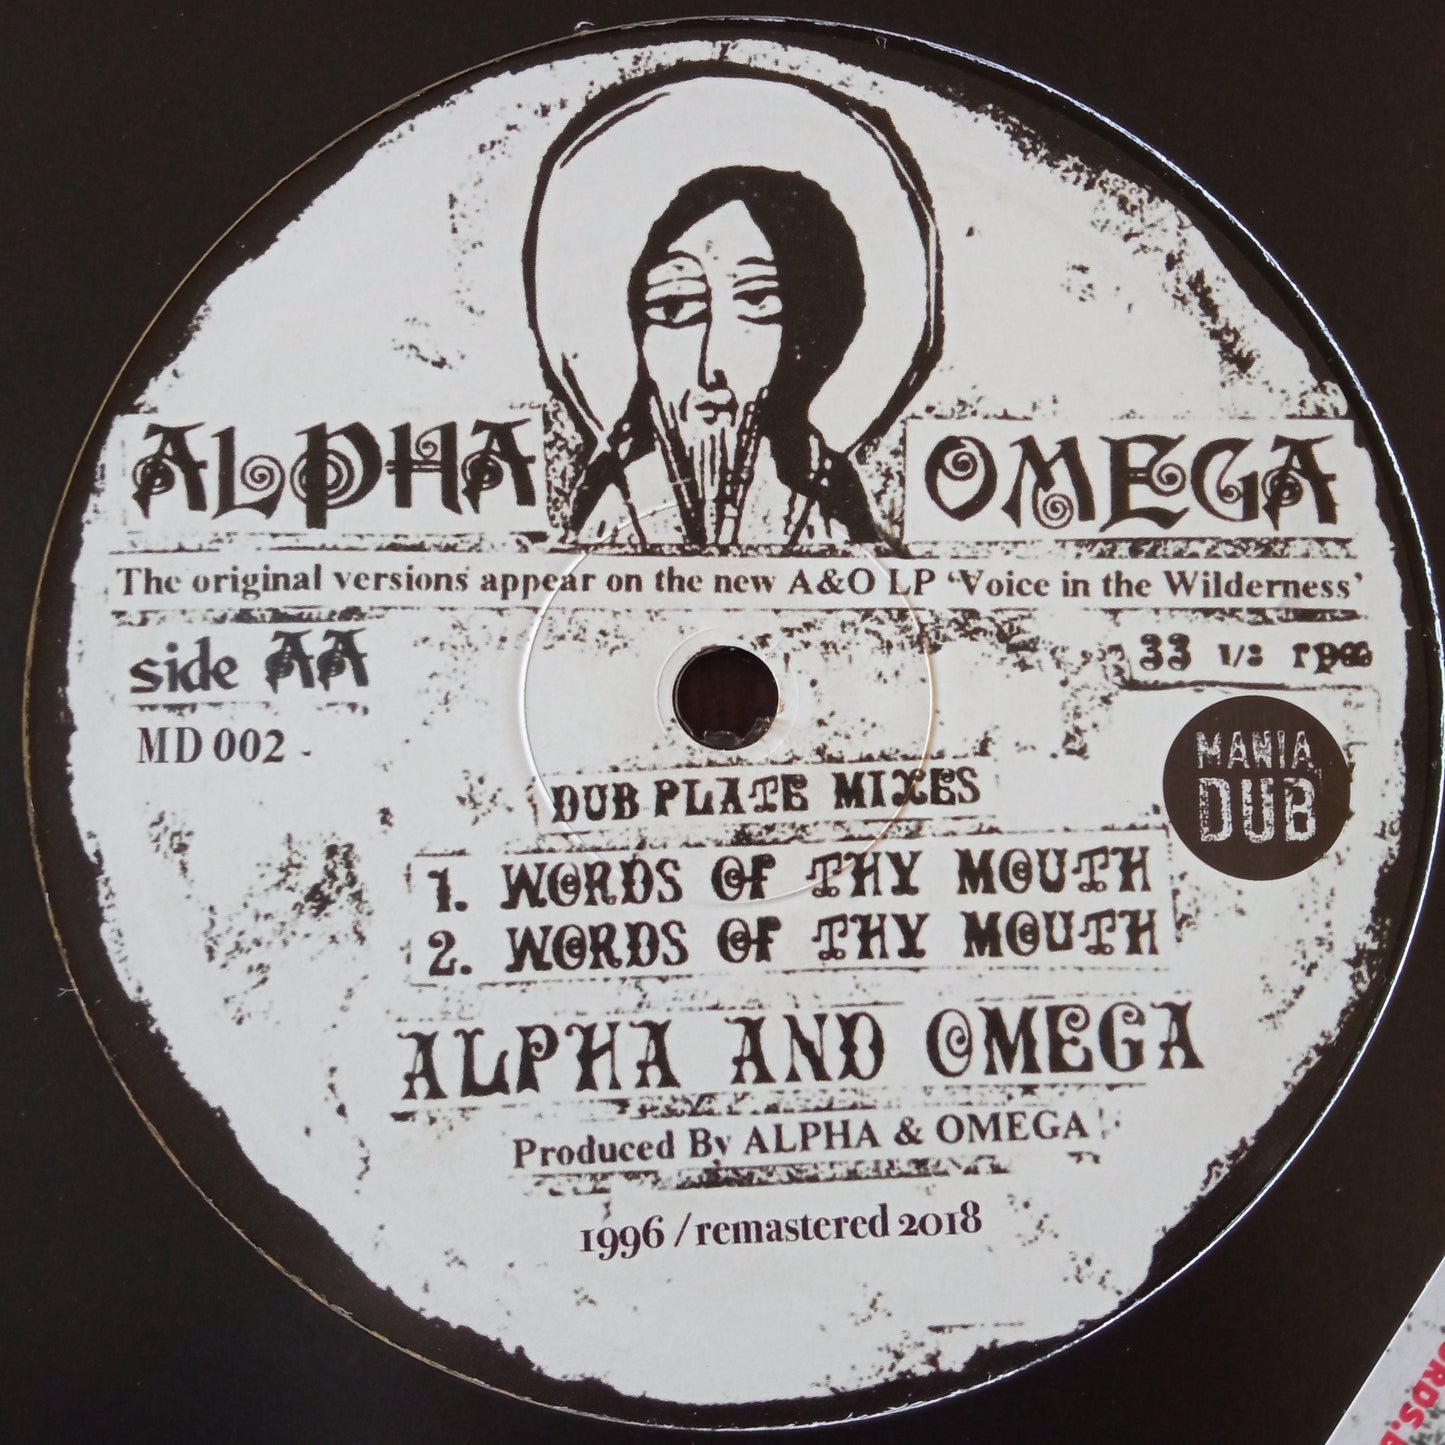 ALPHA OMEGA
The original versions appear on the new A&O LP ‘Voice in the Wilderness’
side AA
33 1/2 rpm
MD 002
MANIA
DUB
DUB PLATE MIXES
1. WORDS OF THY MOUTH
2. WORDS OF THY MOUTH
ALPHA AND OMEGA
Produced By ALPHA & OMEGA
1996 / remastered 2018